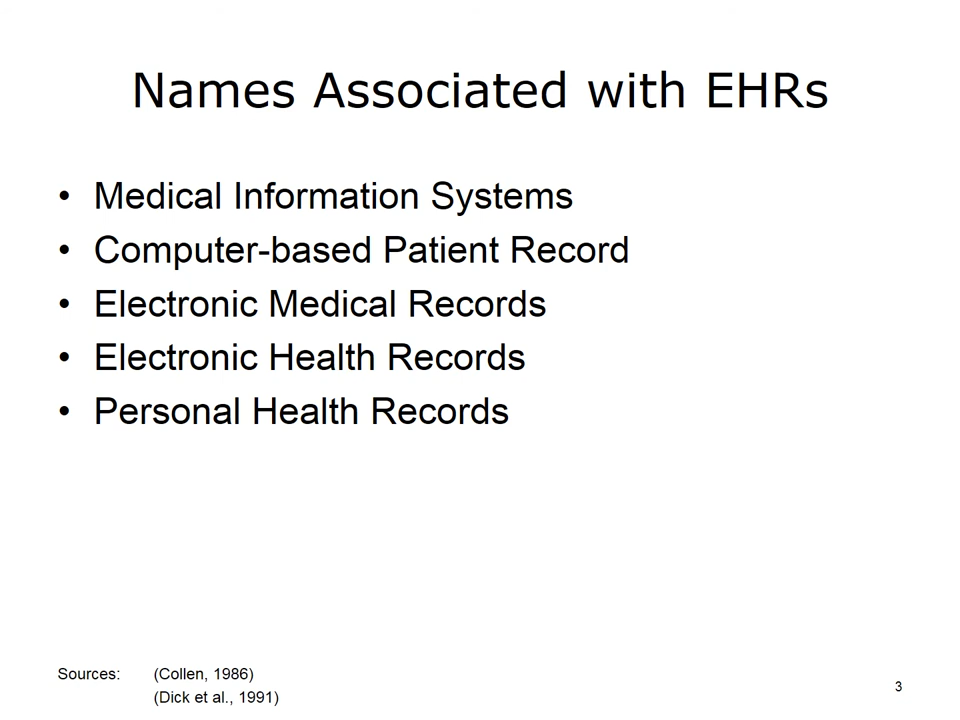 Names Associated with EHRs
• Medical Information Systems
• Computer-based Patient Record
• Electronic Medical Records
• Electronic Health Records
• Personal Health Records
Sources: (Collen, 1986)
(Dick et al., 1991)
3